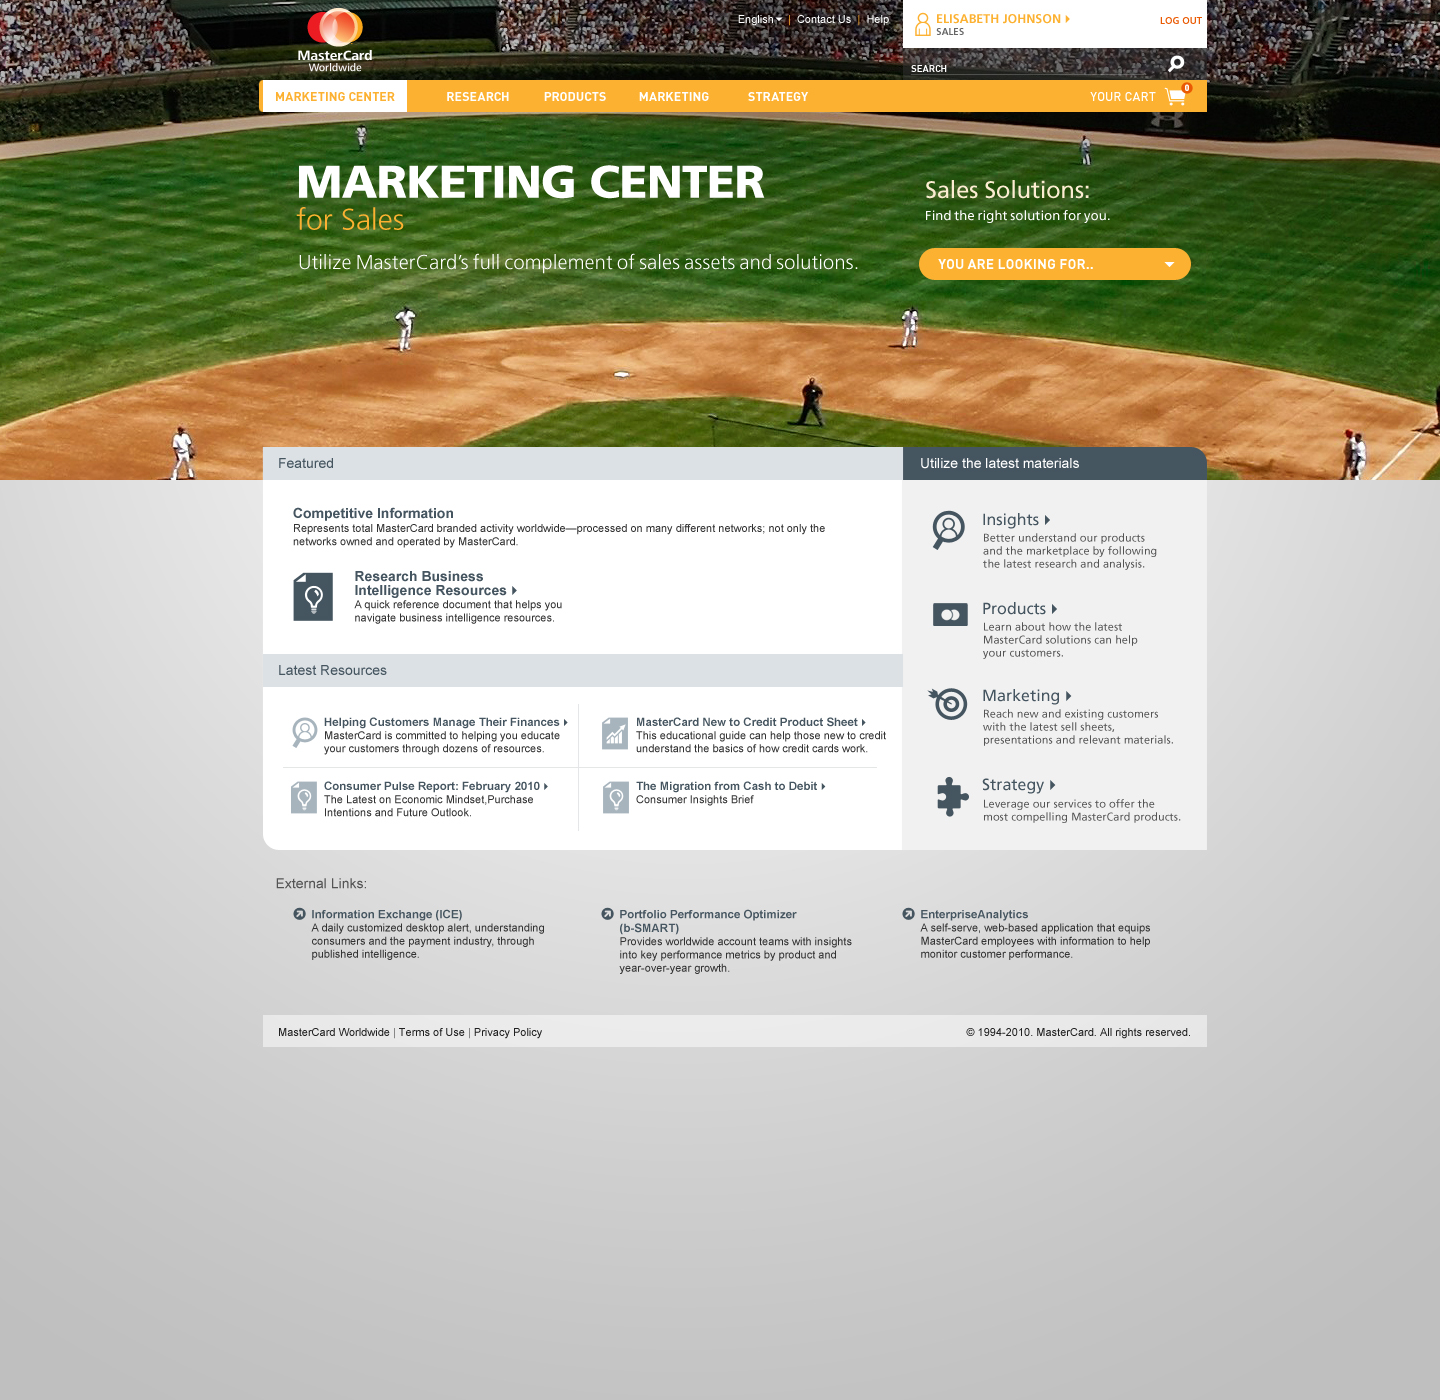 MasterCard
Worldwide
English | Contact Us | Help
ELISABETH JOHNSON
SALES
LOG OUT
SEARCH
MARKETING CENTER
RESEARCH
PRODUCTS
MARKETING
STRATEGY
YOUR CART
0
MARKETING CENTER
for Sales
Utilize MasterCard's full complement of sales assets and solutions.
Sales Solutions:
Find the right solution for you.
YOU ARE LOOKING FOR..
Featured
Competitive Information
Represents total MasterCard branded activity worldwide—processed on many different networks; not only the
networks owned and operated by MasterCard.
Research Business
Intelligence Resources
A quick reference document that helps you
navigate business intelligence resources.
Latest Resources
Helping Customers Manage Their Finances
MasterCard is committed to helping you educate
your customers through dozens of resources.
MasterCard New to Credit Product Sheet
This educational guide can help those new to credit
understand the basics of how credit cards work.
Consumer Pulse Report: February 2010
The Latest on Economic Mindset,Purchase
Intentions and Future Outlook.
The Migration from Cash to Debit
Consumer Insights Brief
Utilize the latest materials
Insights
Better understand our products
and the marketplace by following
the latest research and analysis.
Products
Learn about how the latest
MasterCard solutions can help
your customers.
Marketing
Reach new and existing customers
with the latest sell sheets,
presentations and relevant materials.
Strategy
Leverage our services to offer the
most compelling MasterCard products.
External Links:
Information Exchange (ICE)
A daily customized desktop alert, understanding
consumers and the payment industry, through
published intelligence.
Portfolio Performance Optimizer
(b-SMART)
Provides worldwide account teams with insights
into key performance metrics by product and
year-over-year growth.
EnterpriseAnalytics
A self-serve, web-based application that equips
MasterCard employees with information to help
monitor customer performance.
MasterCard Worldwide | Terms of Use | Privacy Policy
© 1994-2010. MasterCard. All rights reserved.